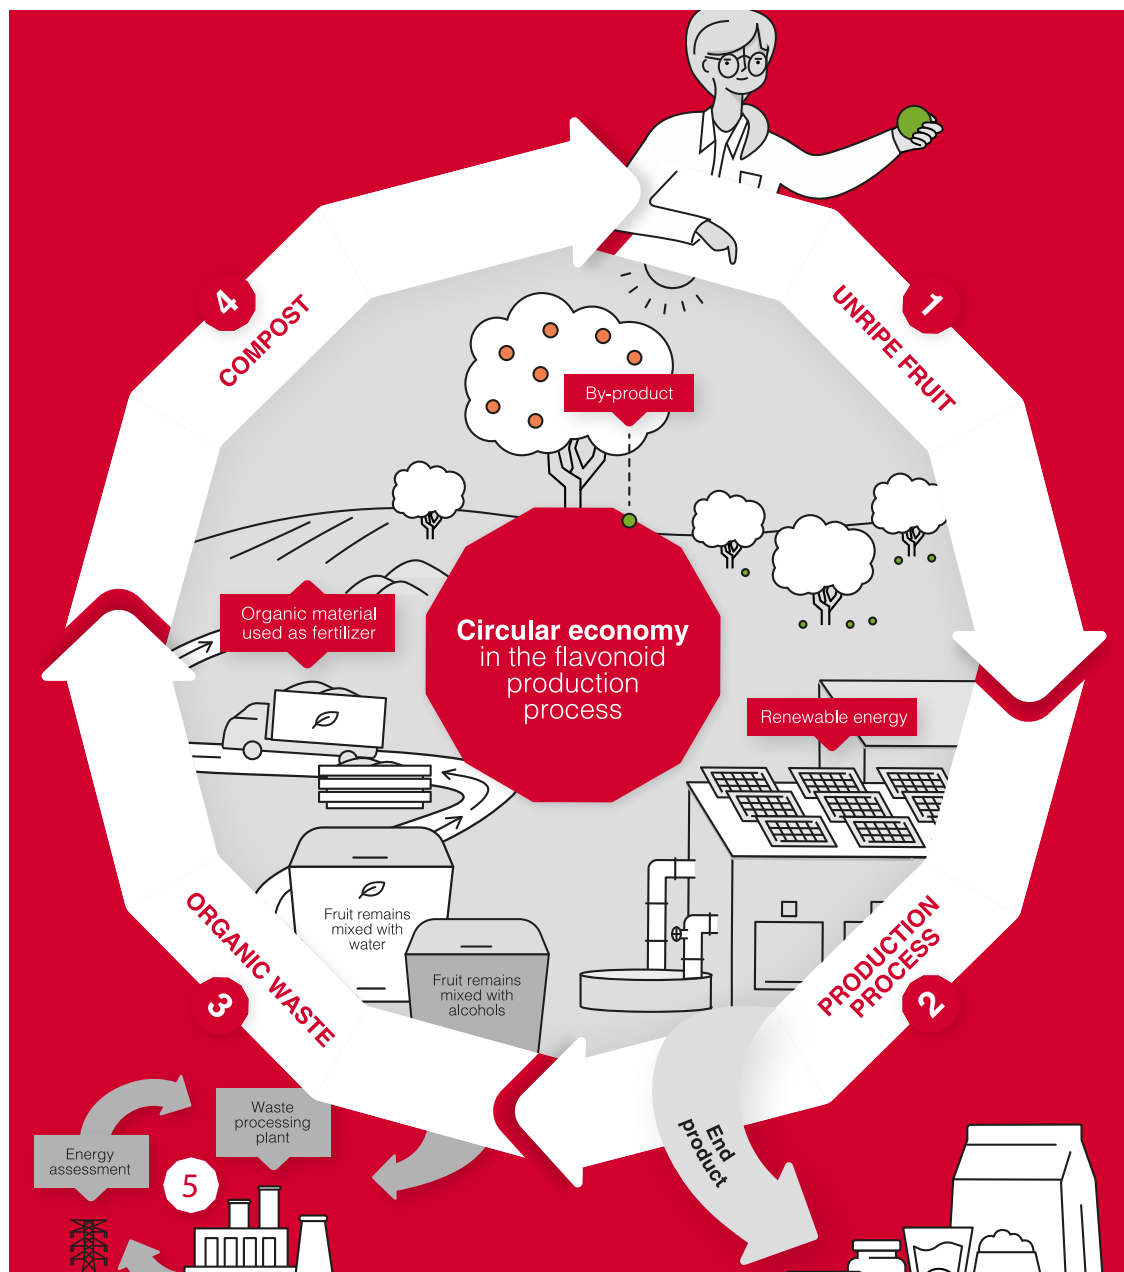 1
UNRIPE FRUIT
4
COMPOST
By-product
Organic material
used as fertilizer
Circular economy
in the flavonoid
production
process
Renewable energy
Fruit remains
mixed with
water
Fruit remains
mixed with
alcohols
PRODUCTION
PROCESS
2
ORGANIC WASTE
3
End
product
Waste
processing
plant
Energy
assessment
5